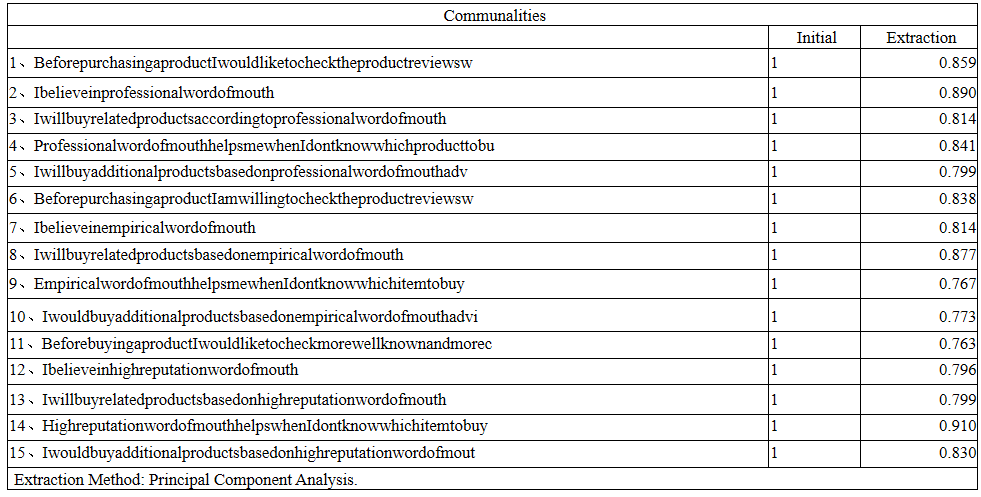 Communalities
Initial Extraction
1、BeforepurchasingaproductIwouldliketochecktheproductreviewsw 1 0.859
2、Ibelieveinprofessionalwordofmouth 1 0.890
3、Iwillbuyrelatedproductsaccordingtoprofessionalwordofmouth 1 0.814
4、ProfessionalwordofmouthhelpsmewhenIdontknowwhichproducttobu 1 0.841
5、Iwillbuyadditionalproductsbasedonprofessionalwordofmouthadv 1 0.799
6、BeforepurchasingaproductIamwillingtochecktheproductreviewsw 1 0.838
7、Ibelieveinempiricalwordofmouth 1 0.814
8、Iwillbuyrelatedproductsbasedonempiricalwordofmouth 1 0.877
9、EmpiricalwordofmouthhelpsmewhenIdontknowwhichitemtobuy 1 0.767
10、Iwouldbuyadditionalproductsbasedonempiricalwordofmouthadvi 1 0.773
11、BeforebuyingaproductIwouldliketocheckmorewellknownandmorec 1 0.763
12、Ibelieveinhighreputationwordofmouth 1 0.796
13、Iwillbuyrelatedproductsbasedonhighreputationwordofmouth 1 0.799
14、HighreputationwordofmouthhelpswhenIdontknowwhichitemtobuy 1 0.910
15、Iwouldbuyadditionalproductsbasedonhighreputationwordofmout 1 0.830
Extraction Method: Principal Component Analysis.